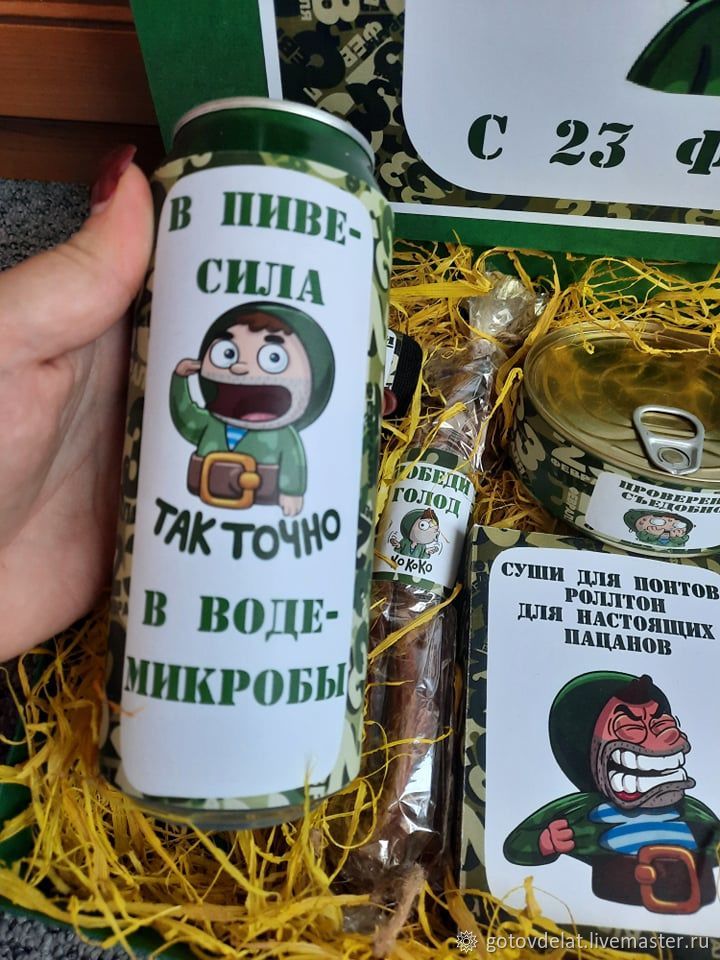 С 23 Ф
В ПИВЕ-
СИЛА
ТАК ТОЧНО
В ВОДЕ-
МИКРОБЫ
ОБЕДИ
ГОЛОД
ПРОВЕРЕН
СЪЕДОБНО
СУШИ ДЛЯ ПОНТОВ
РОЛЛТОН
ДЛЯ НАСТОЯЩИХ
ПАЦАНОВ
gotovdelat.livemaster.ru